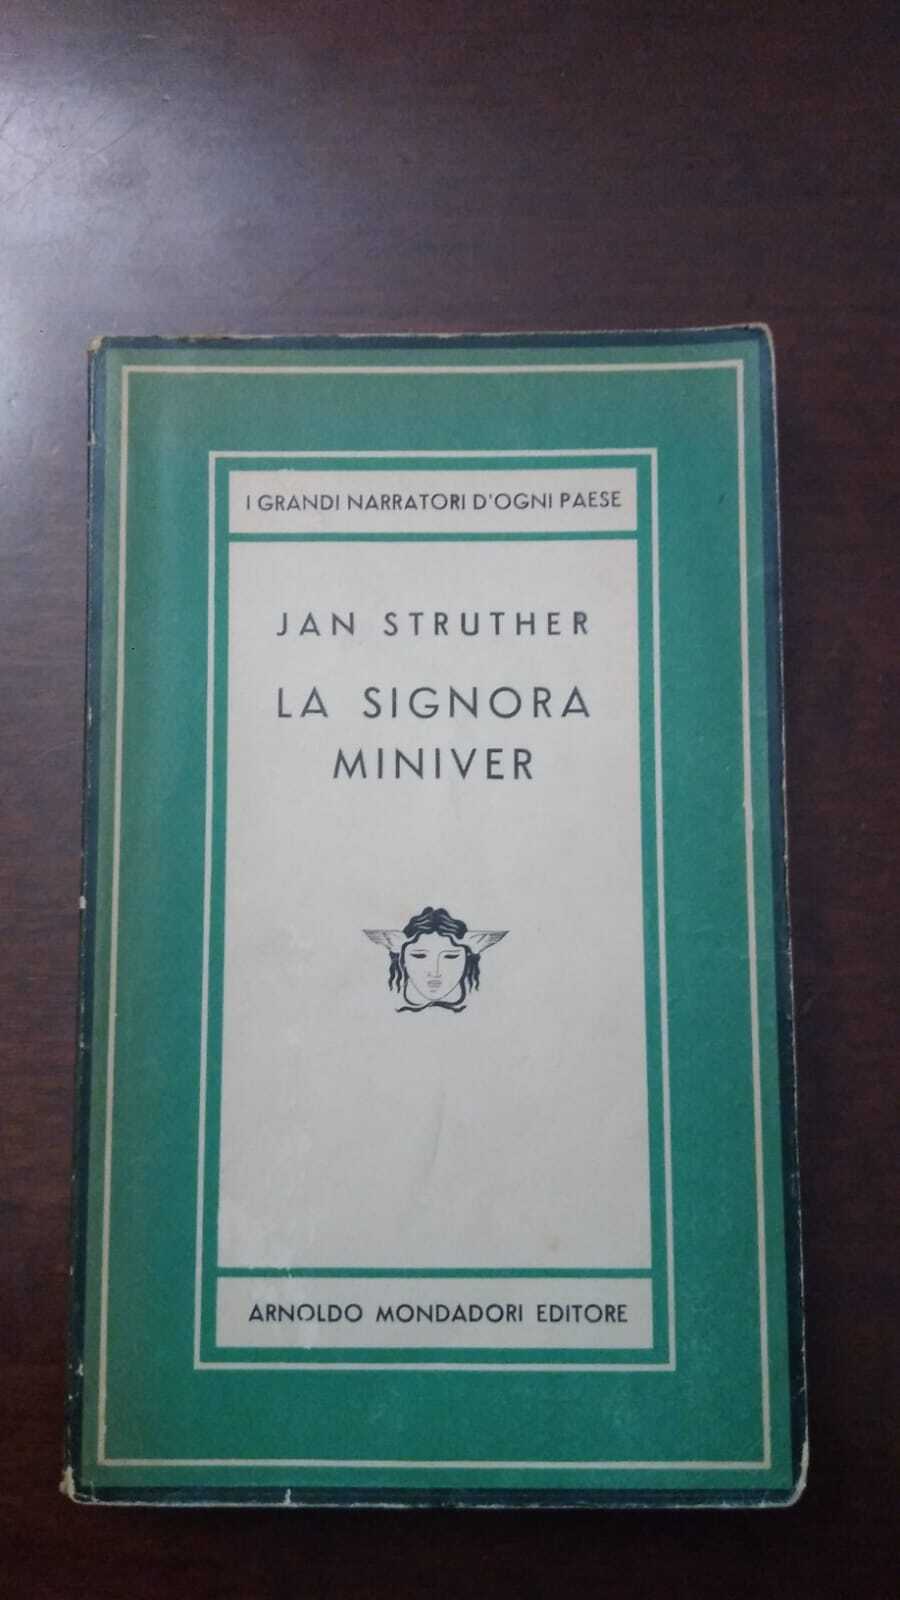 I GRANDI NARRATORI D'OGNI PAESE
JAN STRUTHER
LA SIGNORA
MINIVER
ARNOLDO MONDADORI EDITORE